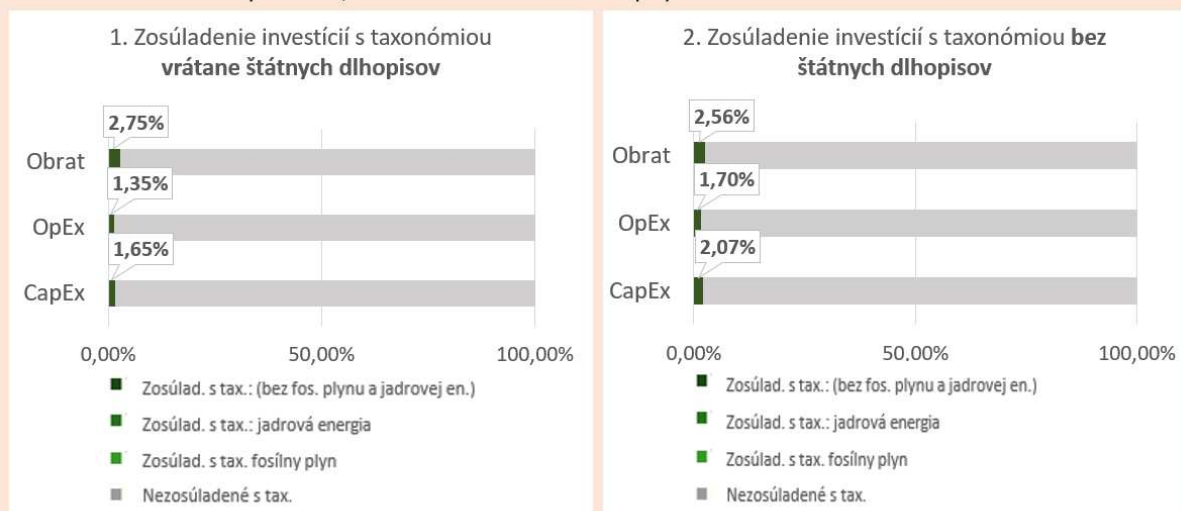 1. Zosúladenie investícií s taxonómiou
vrátane štátnych dlhopisov
2,75%
Obrat
1,35%
OpEx
1,65%
CapEx
0,00%
50,00%
100,00%
Zosúlad. s tax.: (bez fos. plynu a jadrovej en.)
Zosúlad. s tax.: jadrová energia
Zosúlad. s tax. fosílny plyn
Nezosúladené s tax.
2. Zosúladenie investícií s taxonómiou bez
štátnych dlhopisov
2,56%
Obrat
1,70%
OpEx
2,07%
CapEx
0,00%
50.00%
100,00%
Zosúlad. s tax.: (bez fos. plynu a jadrovej en.)
Zosúlad. s tax.: jadrová energia
Zosúlad. s tax. fosílny plyn
Nezosúladené s tax.